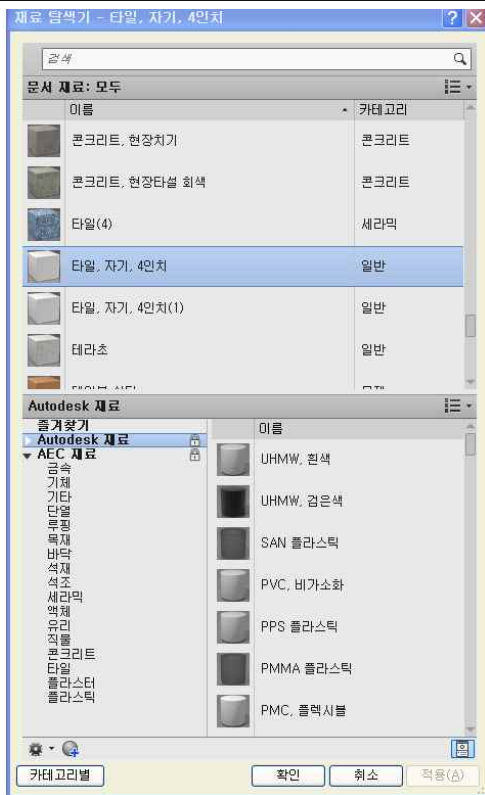 재료 탐색기 - 타일, 자기, 4인치
검색
문서 재료: 모두
이름 카테고리
콘크리트, 현장치기 콘크리트
콘크리트, 현장타설 회색 콘크리트
타일(4) 세라믹
타일, 자기, 4인치 일반
타일, 자기, 4인치(1) 일반
테라초 일반
Autodesk 재료
즐겨찾기
Autodesk 재료
AEC 재료
금속
기체
기타
단열
루핑
목재
바닥
석재
석조
세라믹
액체
유리
직물
콘크리트
타일
플라스터
플라스틱
이름
UHMW, 흰색
UHMW, 검은색
SAN 플라스틱
PVC, 비가소화
PPS 플라스틱
PMMA 플라스틱
PMC, 플렉시블
카테고리별 확인 취소 적용(A)